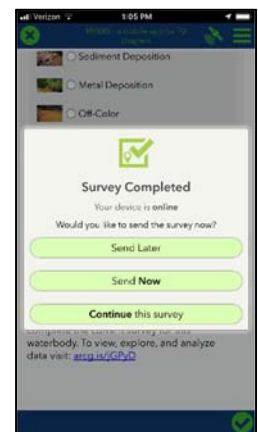 Verizon
1:05 PM
Sediment Deposition
Metal Deposition
Off-Color
Survey Completed
Your device is online
Would you like to send the survey now?
Send Later
Send Now
Continue this survey
waterbody. To view, explore, and analyze
data visit: arcg.is/jGPyD